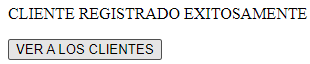 CLIENTE REGISTRADO EXITOSAMENTE
VER A LOS CLIENTES